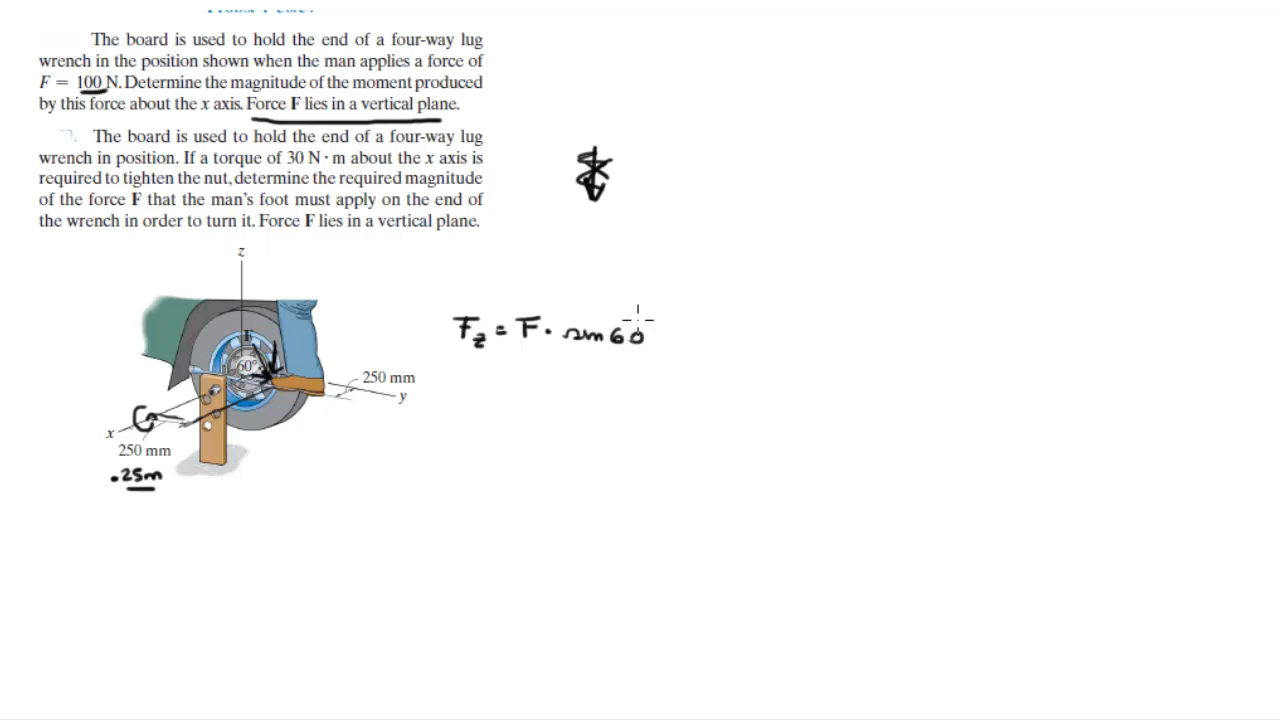 The board is used to hold the end of a four-way lug
wrench in the position shown when the man applies a force of
F = 100 N. Determine the magnitude of the moment produced
by this force about the x axis. Force F lies in a vertical plane.
The board is used to hold the end of a four-way lug
wrench in position. If a torque of 30 N · m about the x axis is
required to tighten the nut, determine the required magnitude
of the force F that the man's foot must apply on the end of
the wrench in order to turn it. Force F lies in a vertical plane.
z
F
60°
250 mm
y
x
250 mm
.25m
Fz = F · sin 60